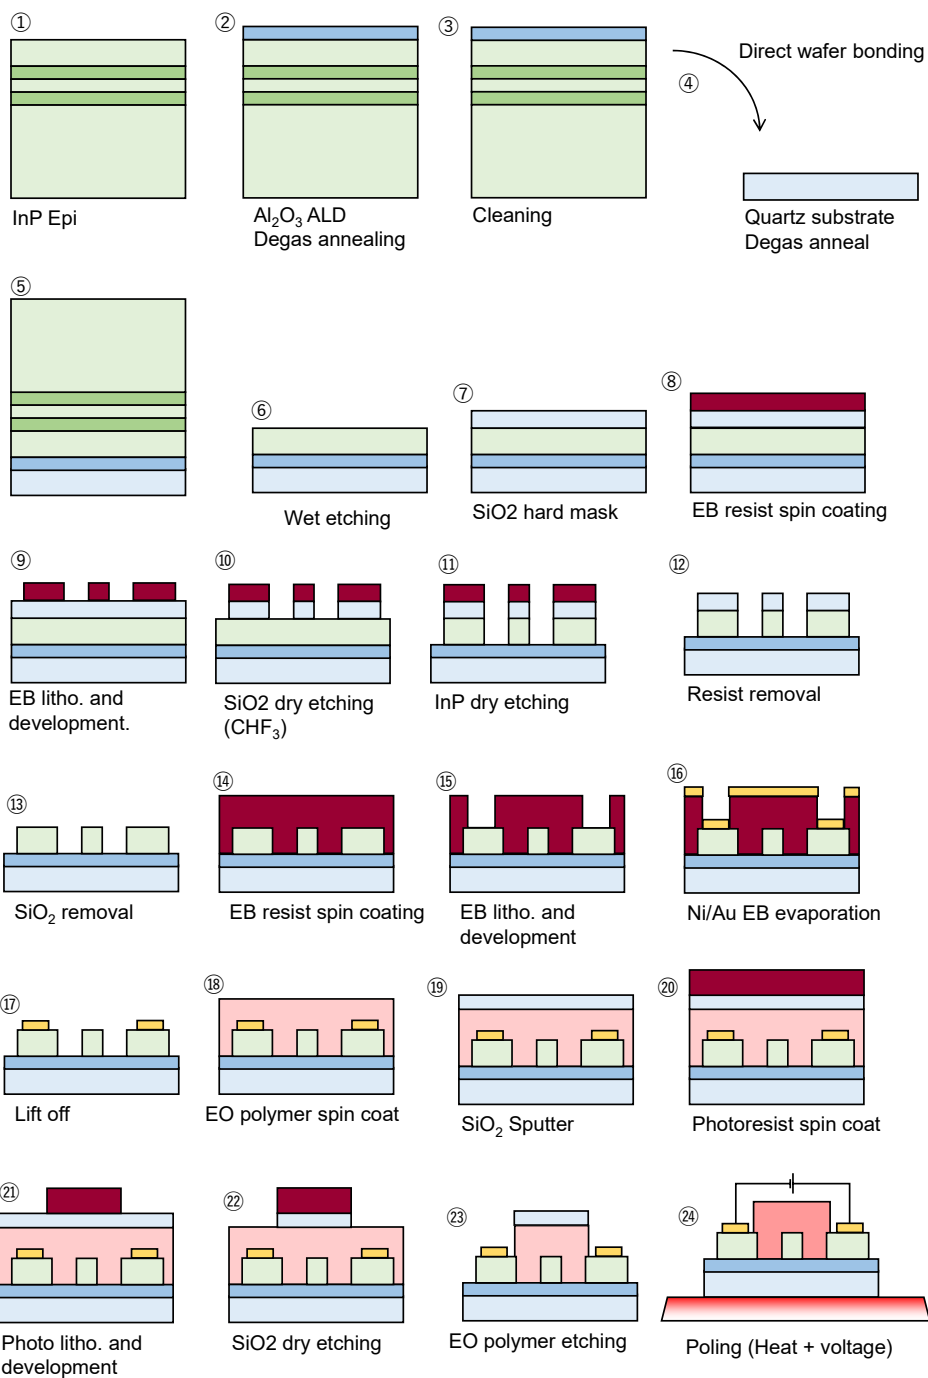 ① ② ③
Direct wafer bonding
④
InP Epi
Al₂O₃ ALD
Degas annealing
Cleaning
Quartz substrate
Degas anneal
⑤
⑥ ⑦ ⑧
Wet etching
SiO2 hard mask
EB resist spin coating
⑨ ⑩ ⑪ ⑫
EB litho. and
development.
SiO2 dry etching
(CHF₃)
InP dry etching
Resist removal
⑬ ⑭ ⑮ ⑯
SiO₂ removal
EB resist spin coating
EB litho. and
development
Ni/Au EB evaporation
⑰ ⑱ ⑲ ⑳
Lift off
EO polymer spin coat
SiO₂ Sputter
Photoresist spin coat
㉑ ㉒ ㉓ ㉔
Photo litho. and
development
SiO2 dry etching
EO polymer etching
Poling (Heat + voltage)